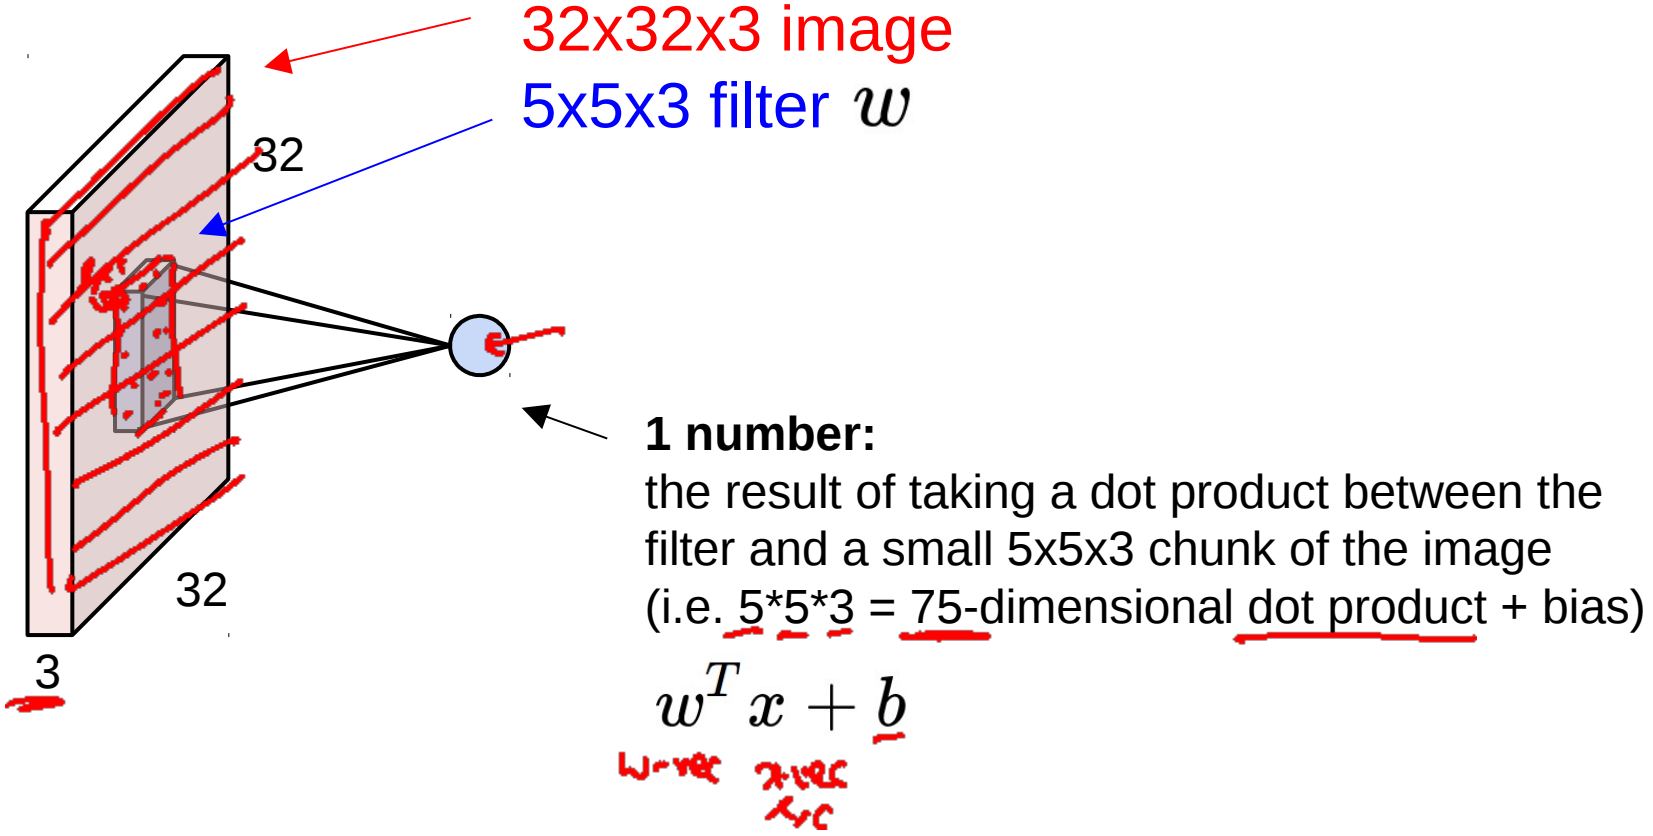 32x32x3 image
5x5x3 filter w
32
1 number:
the result of taking a dot product between the
filter and a small 5x5x3 chunk of the image
(i.e. 5*5*3 = 75-dimensional dot product + bias)
32
3
w^T x + b
w-vec x-vec